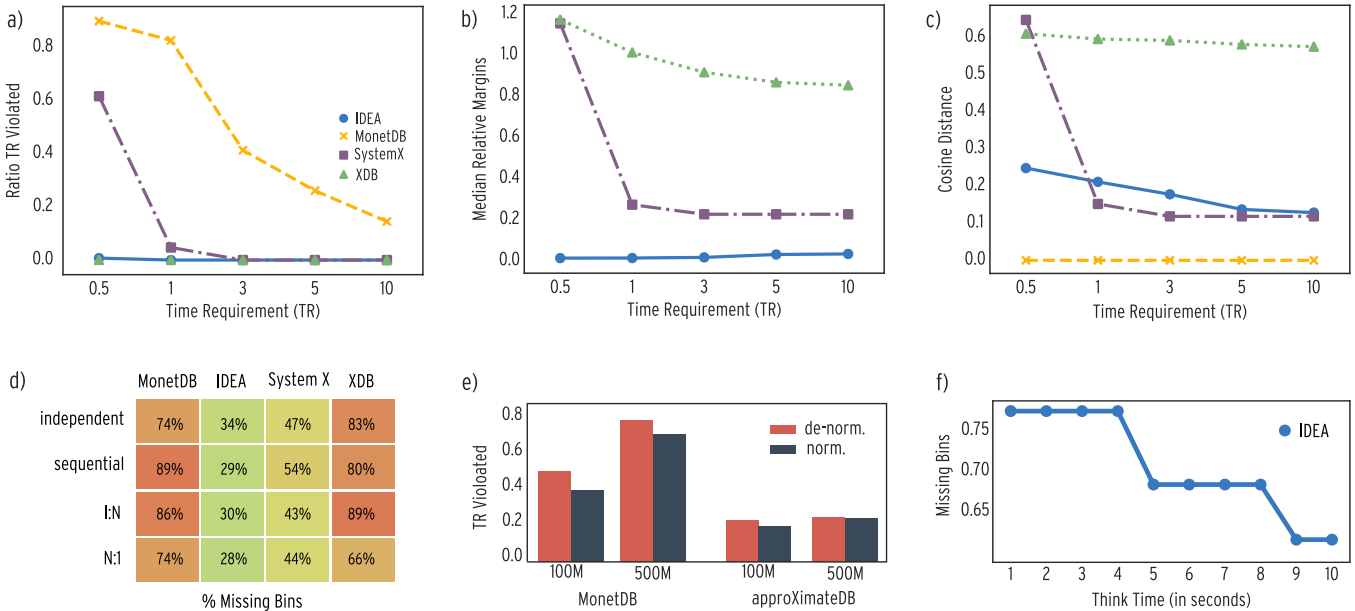 a)
0.8
0.6
0.4
0.2
0.0
Ratio TR Violated
IDEA
MonetDB
SystemX
XDB
0.5 1 3 5 10
Time Requirement (TR)
b)
1.2
1.0
0.8
0.6
0.4
0.2
0.0
Median Relative Margins
0.5 1 3 5 10
Time Requirement (TR)
c)
0.6
0.5
0.4
0.3
0.2
0.1
0.0
Cosine Distance
0.5 1 3 5 10
Time Requirement (TR)
d)
MonetDB IDEA System X XDB
independent 74% 34% 47% 83%
sequential 89% 29% 54% 80%
1:N 86% 30% 43% 89%
N:1 74% 28% 44% 66%
% Missing Bins
e)
0.8
0.6
0.4
0.2
0.0
TR Violoated
de-norm.
norm.
100M 500M 100M 500M
MonetDB approXimateDB
f)
0.75
0.70
0.65
Missing Bins
IDEA
1 2 3 4 5 6 7 8 9 10
Think Time (in seconds)